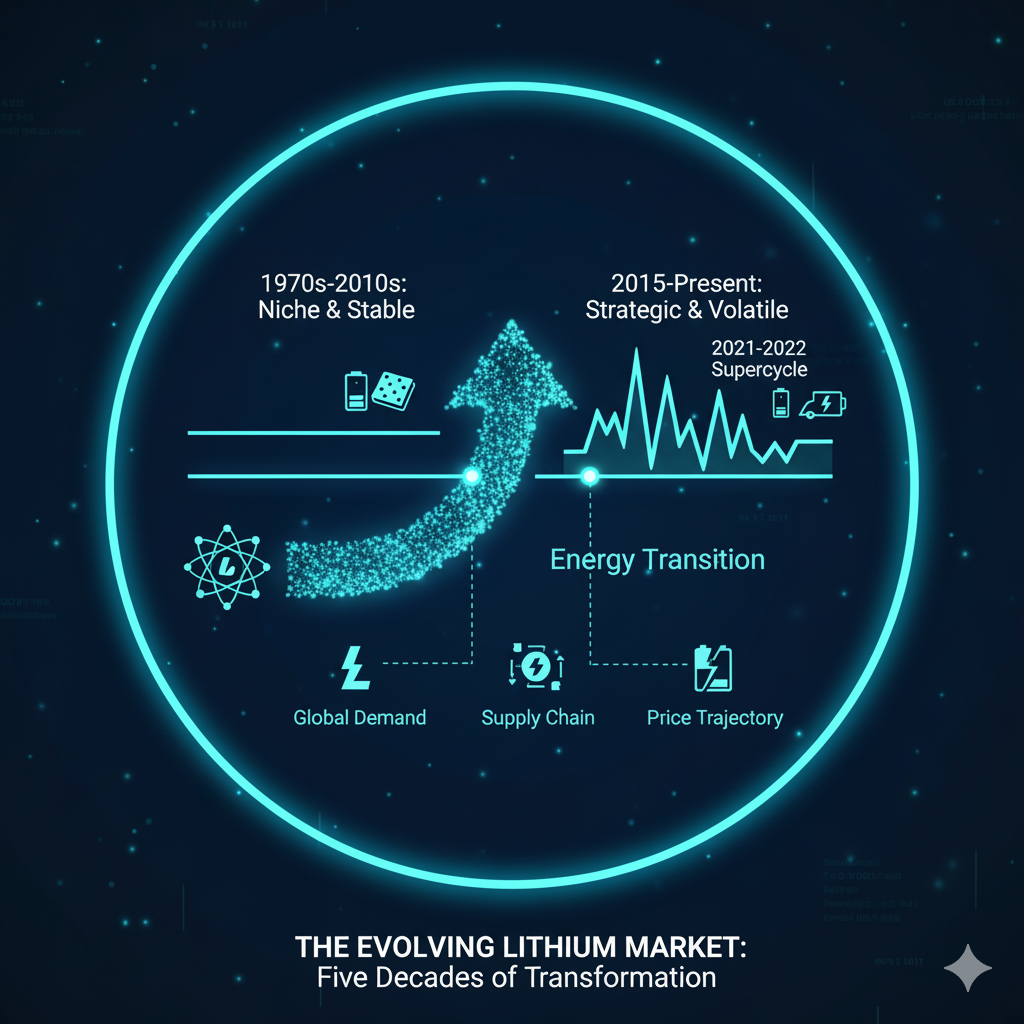 1970s-2010s:
Niche & Stable
2015-Present:
Strategic & Volatile
2021-2022
Supercycle
Energy Transition
Global Demand
Supply Chain
Price Trajectory
THE EVOLVING LITHIUM MARKET:
Five Decades of Transformation